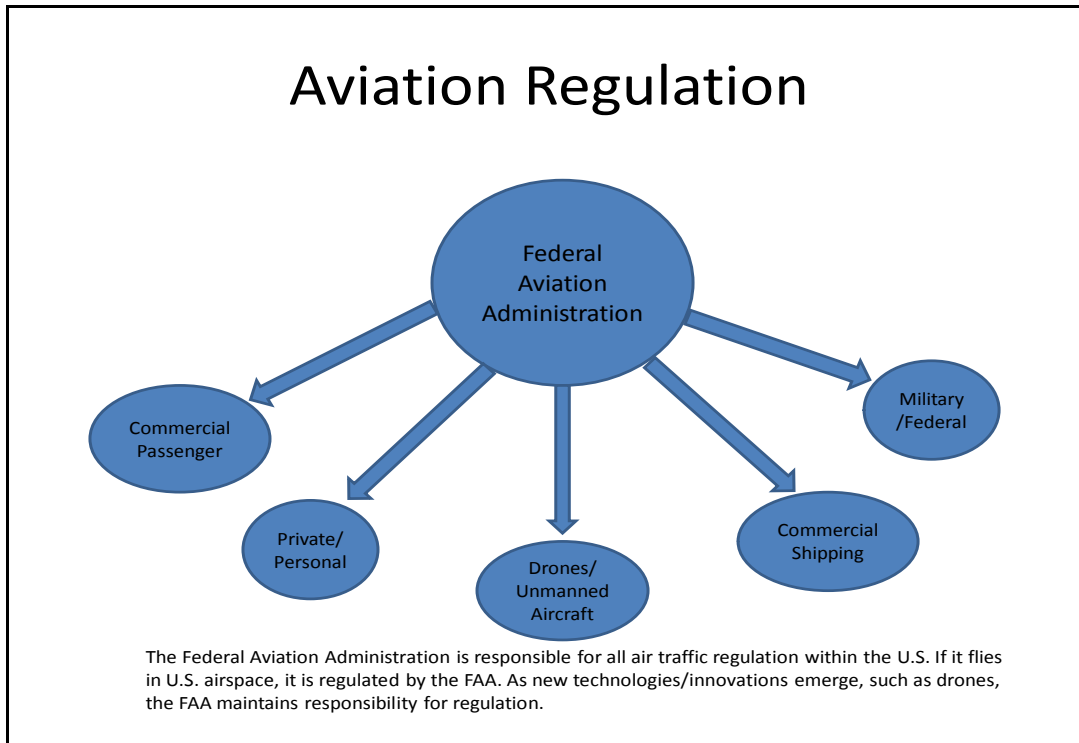 Aviation Regulation
Federal
Aviation
Administration
Commercial
Passenger
Private/
Personal
Drones/
Unmanned
Aircraft
Commercial
Shipping
Military
/Federal
The Federal Aviation Administration is responsible for all air traffic regulation within the U.S. If it flies
in U.S. airspace, it is regulated by the FAA. As new technologies/innovations emerge, such as drones,
the FAA maintains responsibility for regulation.